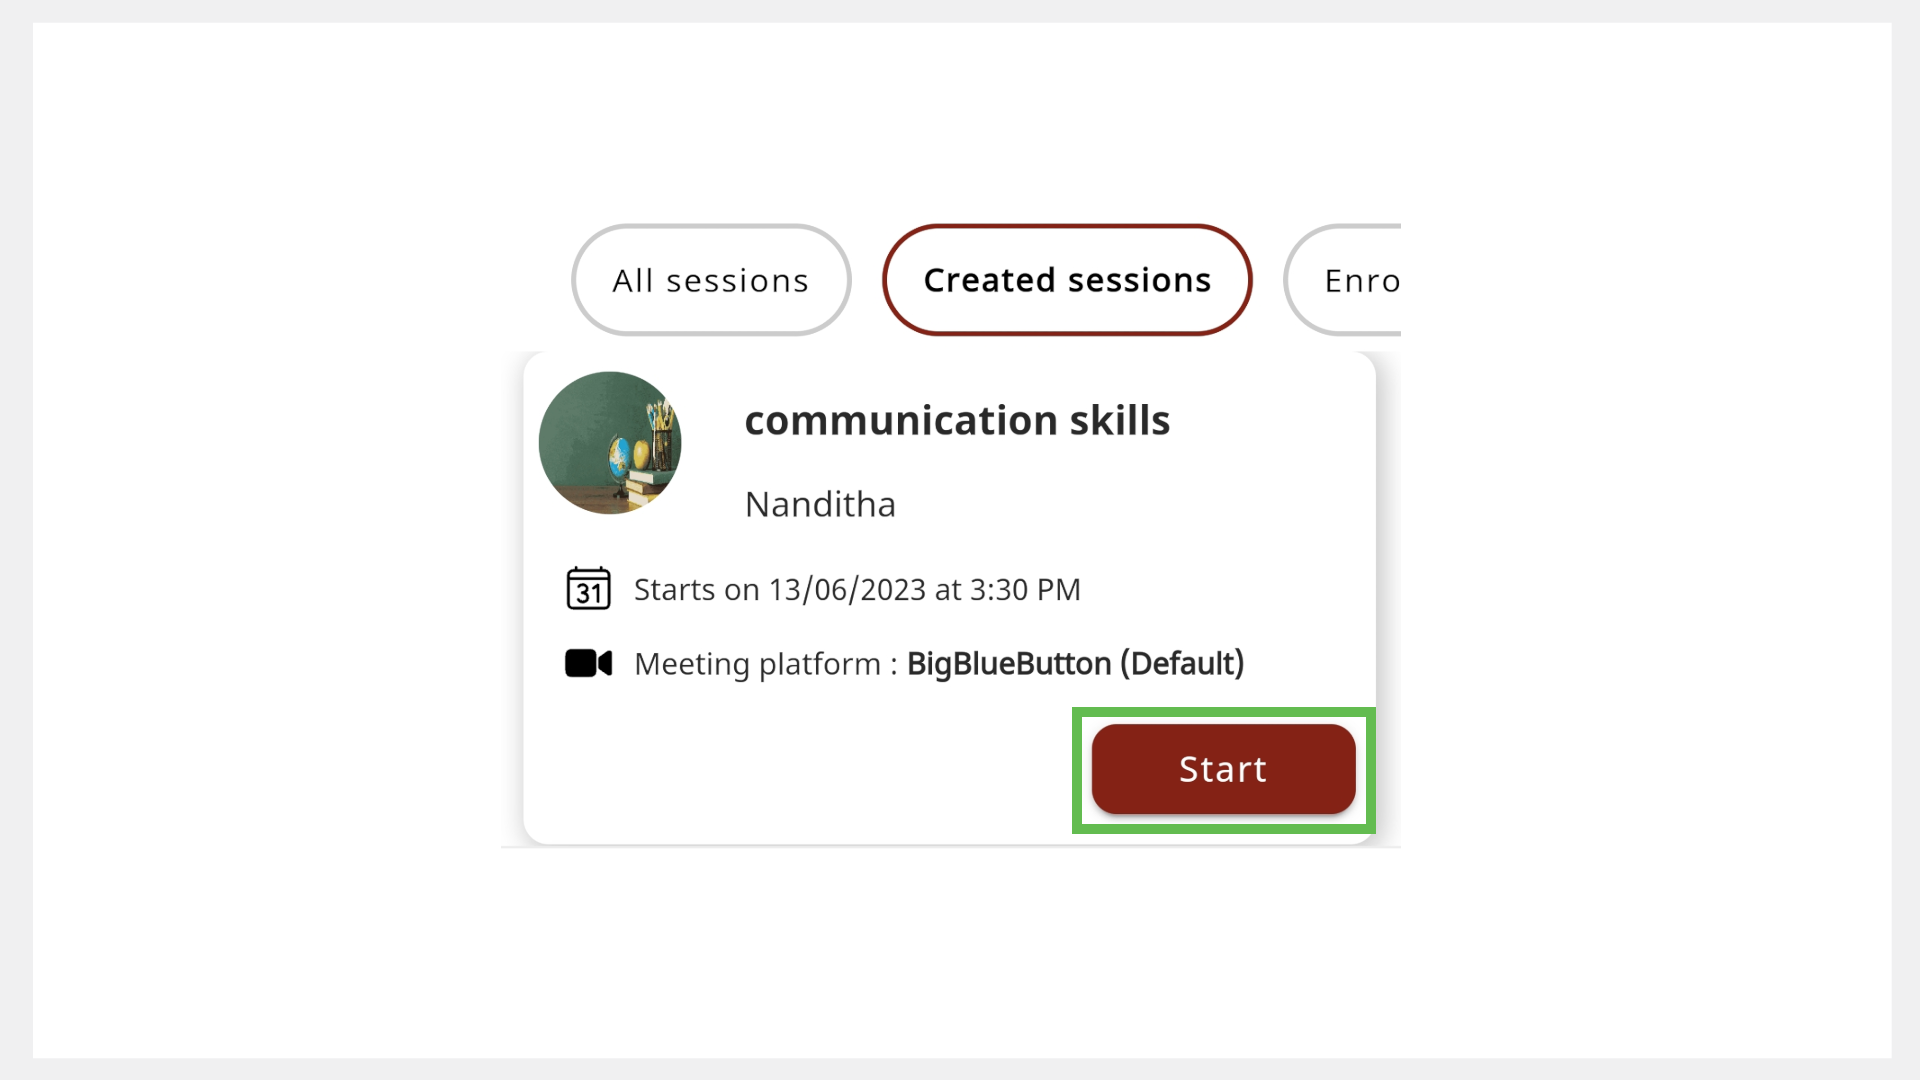 All sessions
Created sessions
Enro
communication skills
Nanditha
31
Starts on 13/06/2023 at 3:30 PM
Meeting platform : BigBlueButton (Default)
Start